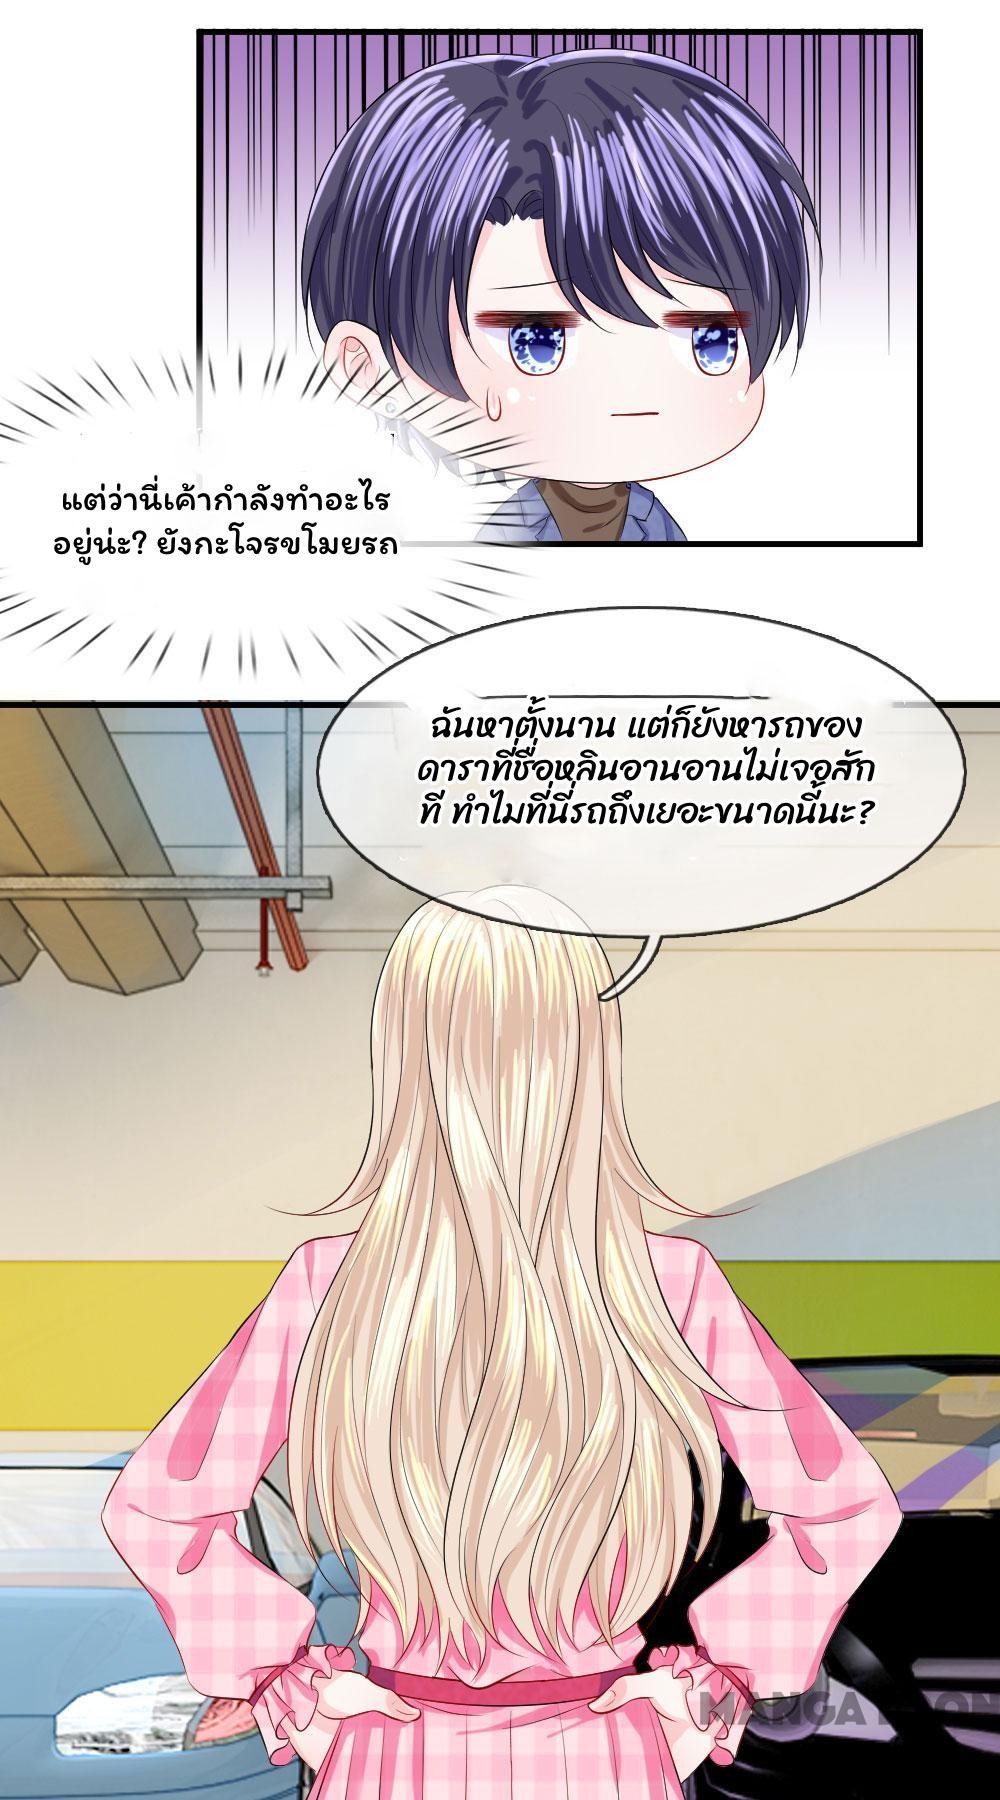 แต่ว่านี่เค้ากำลังทำอะไร
อยู่น่ะ? ยังกะโจรขโมยรถ
ฉันหาตั้งนาน แต่ก็ยังหารถของ
ดาราที่ชื่อหลินอานอานไม่เจอสัก
ที ทำไมที่นี่รถถึงเยอะขนาดนี้นะ?